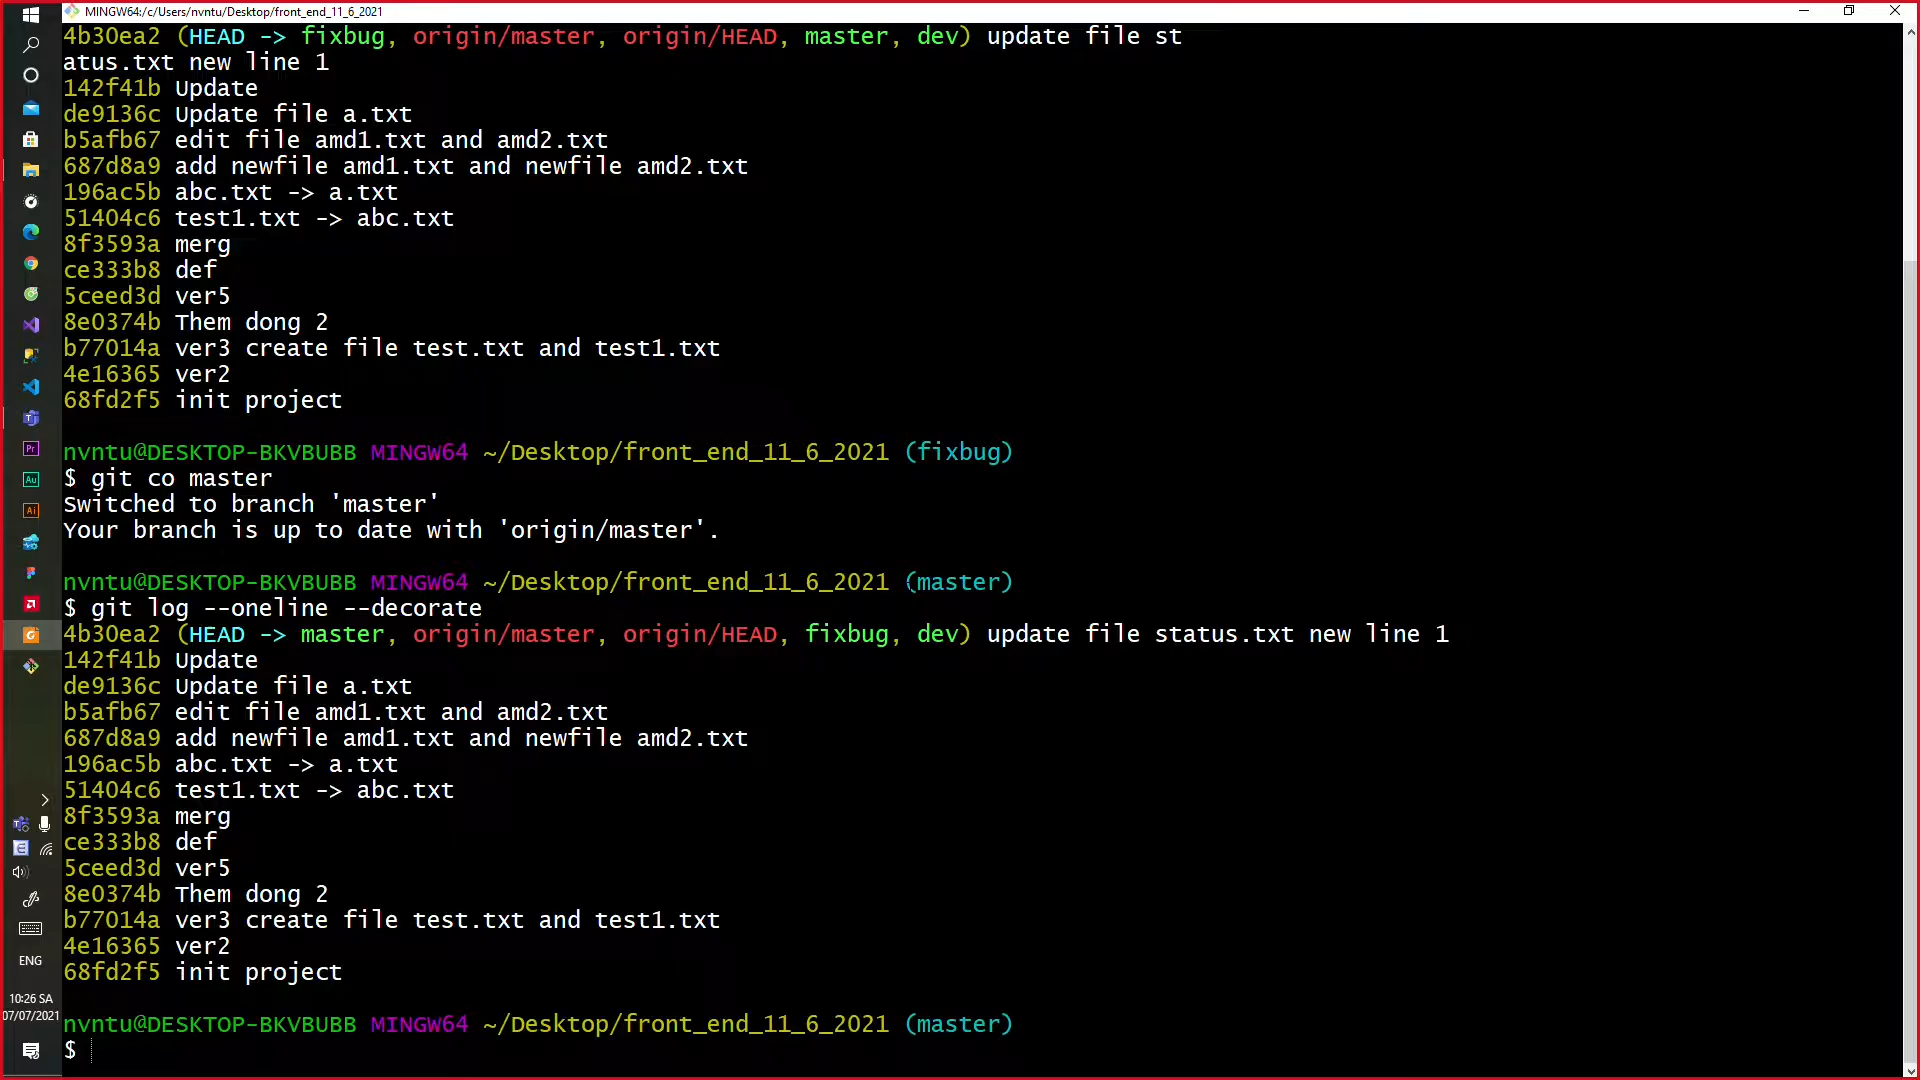 MINGW64:/c/Users/nvntu/Desktop/front_end_11_6_2021
4b30ea2 (HEAD -> fixbug, origin/master, origin/HEAD, master, dev) update file st
atus.txt new line 1
142f41b Update
de9136c Update file a.txt
b5afb67 edit file amd1.txt and amd2.txt
687d8a9 add newfile amd1.txt and newfile amd2.txt
196ac5b abc.txt -> a.txt
51404c6 test1.txt -> abc.txt
8f3593a merg
ce333b8 def
5ceed3d ver5
8e0374b Them dong 2
b77014a ver3 create file test.txt and test1.txt
4e16365 ver2
68fd2f5 init project
nvntu@DESKTOP-BKVBUBB MINGW64 ~/Desktop/front_end_11_6_2021 (fixbug)
$ git co master
Switched to branch 'master'
Your branch is up to date with 'origin/master'.
nvntu@DESKTOP-BKVBUBB MINGW64 ~/Desktop/front_end_11_6_2021 (master)
$ git log --oneline --decorate
4b30ea2 (HEAD -> master, origin/master, origin/HEAD, fixbug, dev) update file status.txt new line 1
142f41b Update
de9136c Update file a.txt
b5afb67 edit file amd1.txt and amd2.txt
687d8a9 add newfile amd1.txt and newfile amd2.txt
196ac5b abc.txt -> a.txt
51404c6 test1.txt -> abc.txt
8f3593a merg
ce333b8 def
5ceed3d ver5
8e0374b Them dong 2
b77014a ver3 create file test.txt and test1.txt
4e16365 ver2
68fd2f5 init project
nvntu@DESKTOP-BKVBUBB MINGW64 ~/Desktop/front_end_11_6_2021 (master)
$
Pr
Au
Ai
ENG
10:26 SA
07/07/2021